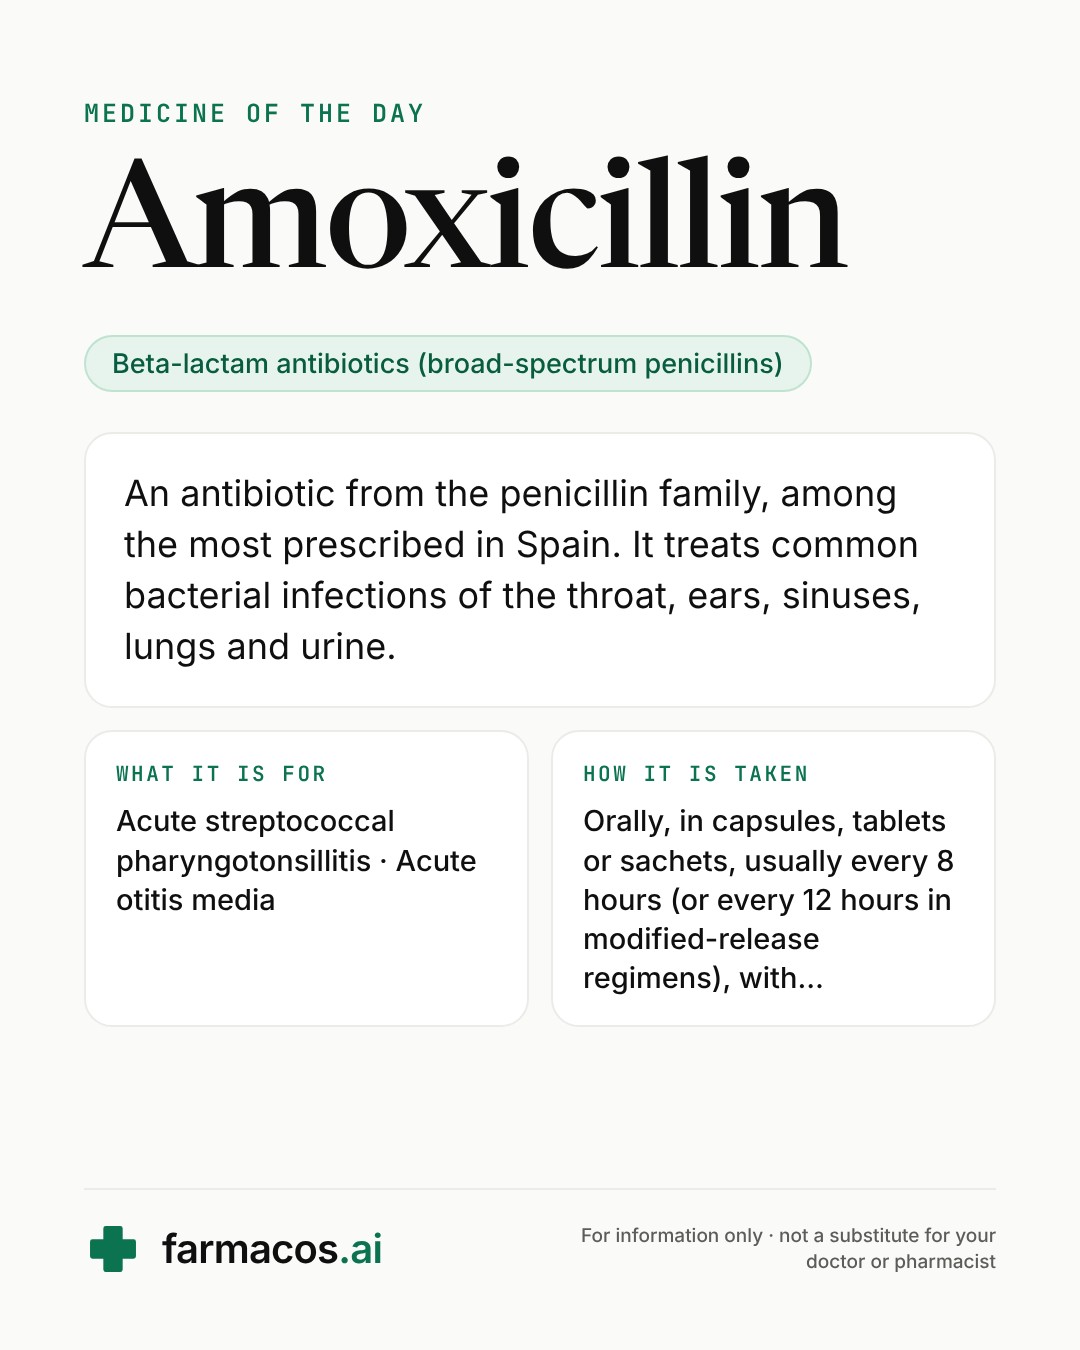 MEDICINE OF THE DAY
Amoxicillin
Beta-lactam antibiotics (broad-spectrum penicillins)
An antibiotic from the penicillin family, among
the most prescribed in Spain. It treats common
bacterial infections of the throat, ears, sinuses,
lungs and urine.
WHAT IT IS FOR
Acute streptococcal
pharyngotonsillitis · Acute
otitis media
HOW IT IS TAKEN
Orally, in capsules, tablets
or sachets, usually every 8
hours (or every 12 hours in
modified-release
regimens), with…
farmacos.ai
For information only · not a substitute for your
doctor or pharmacist